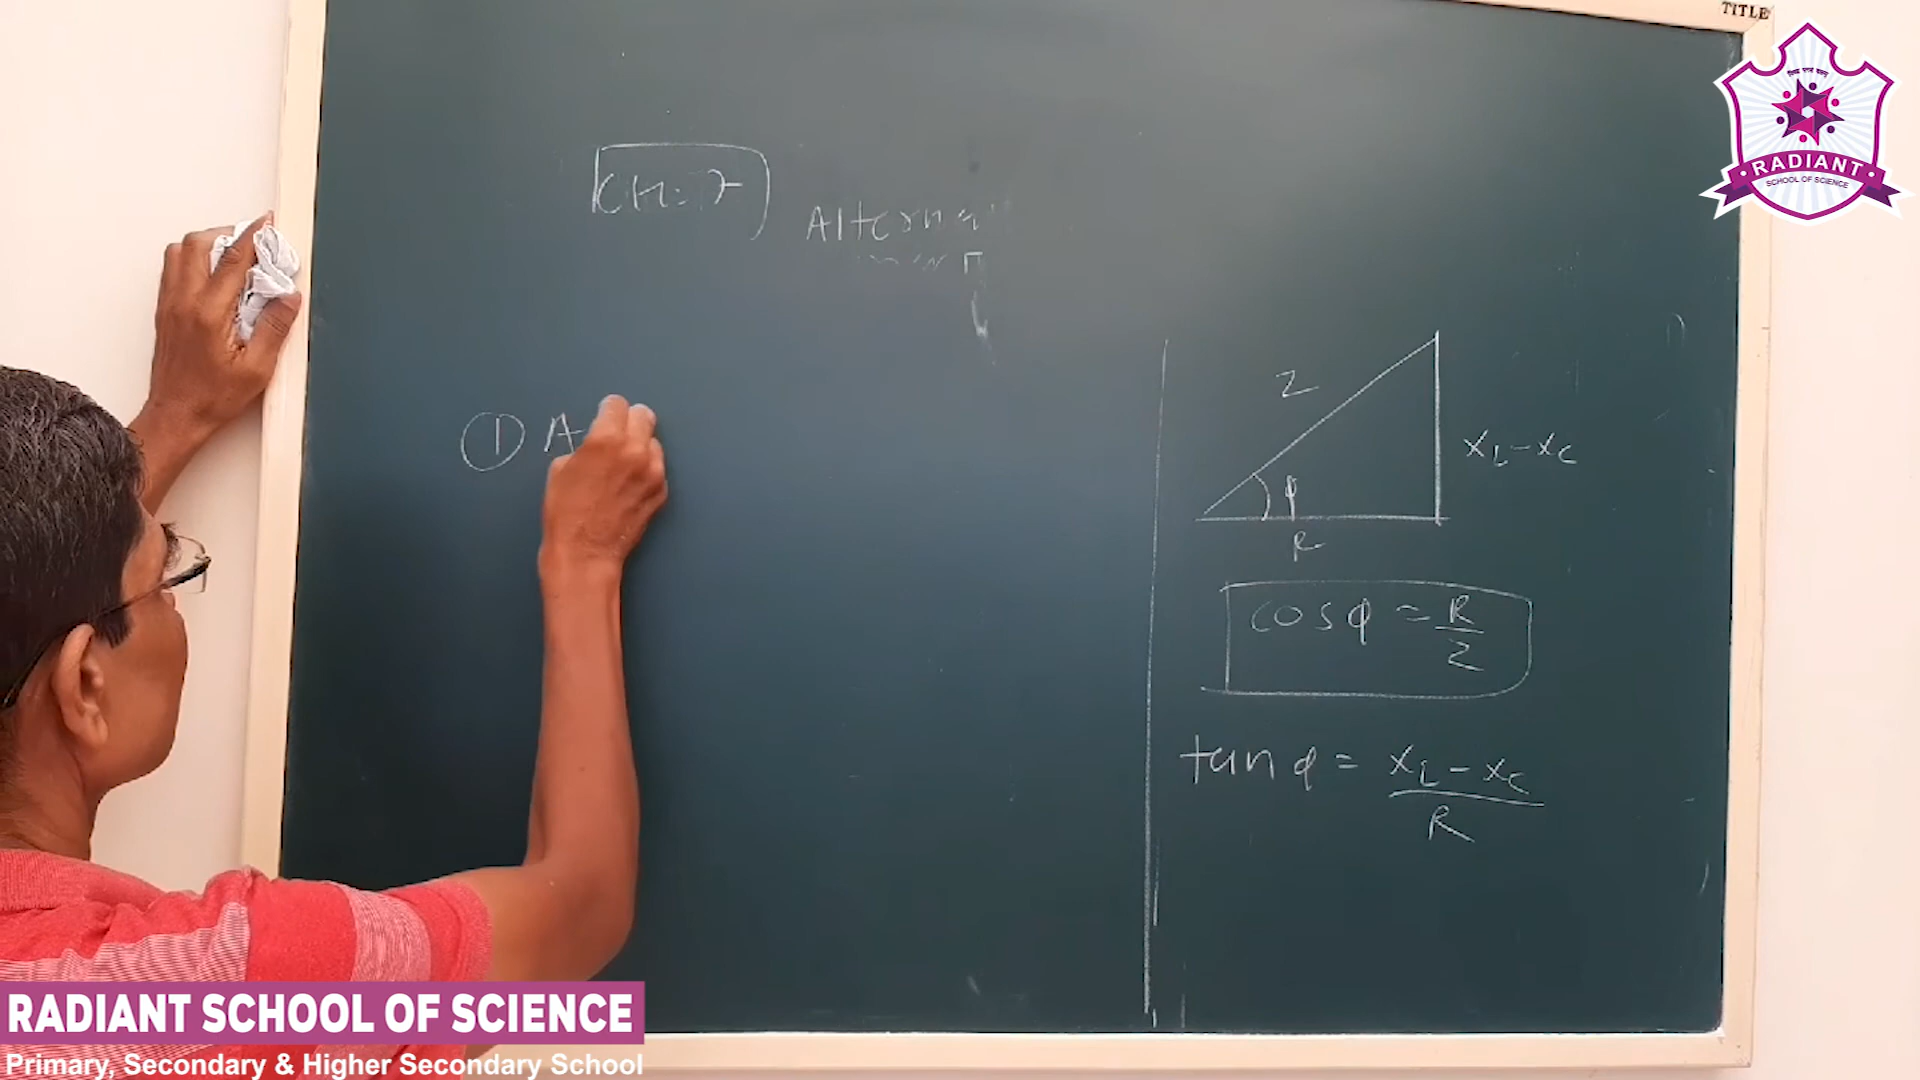 TITLE
RADIANT
SCHOOL OF SCIENCE
CH: 7
Alterna
① A
Z
X_L - X_C
φ
R
cos φ = R/Z
tan φ = (X_L - X_C)/R
RADIANT SCHOOL OF SCIENCE
Primary, Secondary & Higher Secondary School